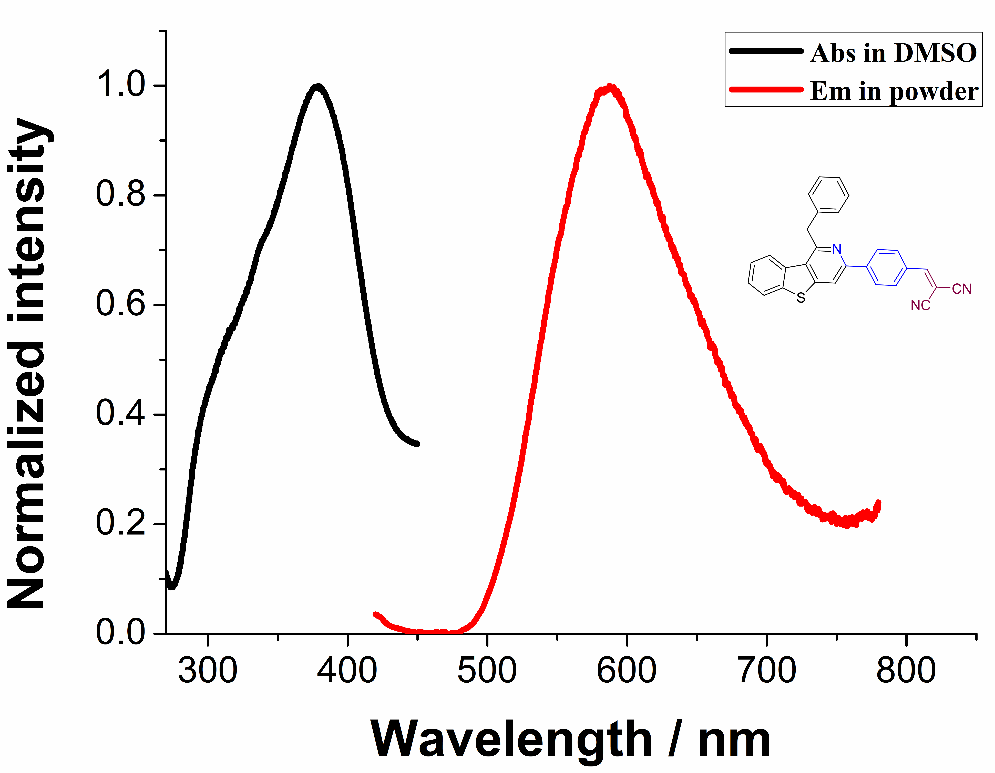 Abs in DMSO
Em in powder
Normalized intensity
1.0
0.8
0.6
0.4
0.2
0.0
N
S
CN
NC
300 400 500 600 700 800
Wavelength / nm